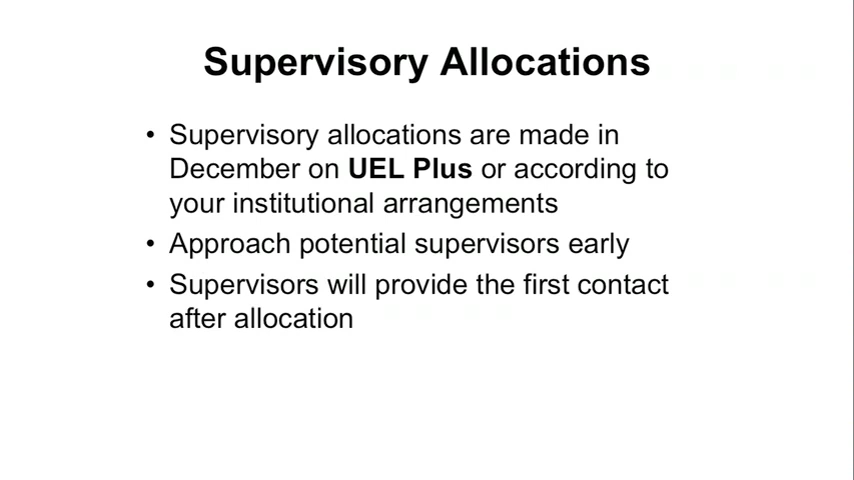 Supervisory Allocations
• Supervisory allocations are made in
December on UEL Plus or according to
your institutional arrangements
• Approach potential supervisors early
• Supervisors will provide the first contact
after allocation